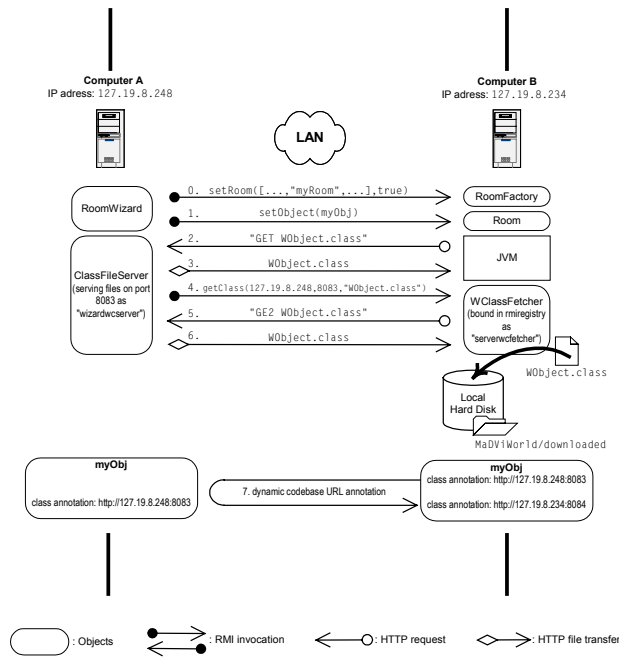 Computer A
IP adress: 127.19.8.248
Computer B
IP adress: 127.19.8.234
LAN
RoomWizard
0. setRoom([...,"myRoom",...],true)
RoomFactory
1. setObject(myObj)
Room
2. "GET WObject.class"
JVM
3. WObject.class
ClassFileServer
(serving files on port
8083 as
"wizardwcserver")
4. getClass(127.19.8.248,8083,"WObject.class")
WClassFetcher
(bound in rmiregistry
as
"serverwcfetcher")
5. "GE2 WObject.class"
6. WObject.class
WObject.class
Local
Hard Disk
MaDViWorld/downloaded
myObj
class annotation: http://127.19.8.248:8083
7. dynamic codebase URL annotation
myObj
class annotation: http://127.19.8.248:8083
class annotation: http://127.19.8.234:8084
: Objects
: RMI invocation
: HTTP request
: HTTP file transfer